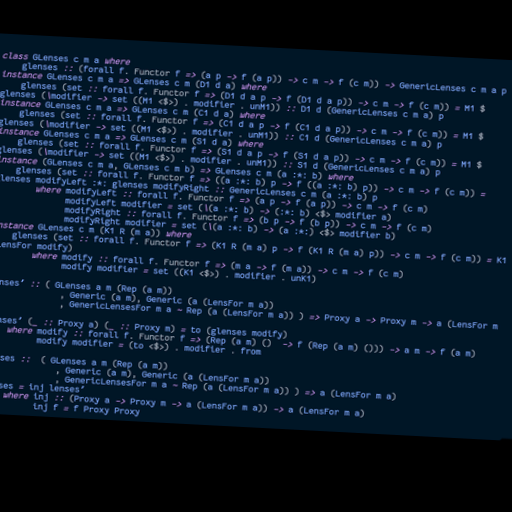 class GLenses c m a where
glenses :: (forall f. Functor f => (a p -> f (a p)) -> c m -> f (c m)) -> GenericLenses c m a p
instance GLenses c m a => GLenses c m (D1 d a) where
glenses (set :: forall f. Functor f => (D1 d a p -> f (D1 d a p)) -> c m -> f (c m)) = M1 $
glenses (\modifier -> set ((M1 <$>) . modifier . unM1)) :: D1 d (GenericLenses c m a) p
instance GLenses c m a => GLenses c m (C1 d a) where
glenses (set :: forall f. Functor f => (C1 d a p -> f (C1 d a p)) -> c m -> f (c m)) = M1 $
glenses (\modifier -> set ((M1 <$>) . modifier . unM1)) :: C1 d (GenericLenses c m a) p
instance GLenses c m a => GLenses c m (S1 d a) where
glenses (set :: forall f. Functor f => (S1 d a p -> f (S1 d a p)) -> c m -> f (c m)) = M1 $
glenses (\modifier -> set ((M1 <$>) . modifier . unM1)) :: S1 d (GenericLenses c m a) p
instance (GLenses c m a, GLenses c m b) => GLenses c m (a :*: b) where
glenses (set :: forall f. Functor f => ((a :*: b) p -> f ((a :*: b) p)) -> c m -> f (c m)) =
lenses modifyLeft :*: glenses modifyRight :: GenericLenses c m (a :*: b) p
where modifyLeft :: forall f. Functor f => (a p -> f (a p)) -> c m -> f (c m)
modifyLeft modifier = set (\(a :*: b) -> (:*: b) <$> modifier a)
modifyRight :: forall f. Functor f => (b p -> f (b p)) -> c m -> f (c m)
modifyRight modifier = set (\(a :*: b) -> (a :*:) <$> modifier b)
nstance GLenses c m (K1 R (m a)) where
glenses (set :: forall f. Functor f => (K1 R (m a) p -> f (K1 R (m a) p)) -> c m -> f (c m)) = K1
LensFor modify)
where modify :: forall f. Functor f => (m a -> f (m a)) -> c m -> f (c m)
modify modifier = set ((K1 <$>) . modifier . unK1)
nses' :: ( GLenses a m (Rep (a m))
, Generic (a m), Generic (a (LensFor m a))
, GenericLensesFor m a ~ Rep (a (LensFor m a)) ) => Proxy a -> Proxy m -> a (LensFor m
nses' (_ :: Proxy a) (_ :: Proxy m) = to (glenses modify)
where modify :: forall f. Functor f => (Rep (a m) () -> f (Rep (a m) ())) -> a m -> f (a m)
modify modifier = (to <$>) . modifier . from
ses :: ( GLenses a m (Rep (a m))
, Generic (a m), Generic (a (LensFor m a))
, GenericLensesFor m a ~ Rep (a (LensFor m a)) ) => a (LensFor m a)
ses = inj lenses'
where inj :: (Proxy a -> Proxy m -> a (LensFor m a)) -> a (LensFor m a)
inj f = f Proxy Proxy